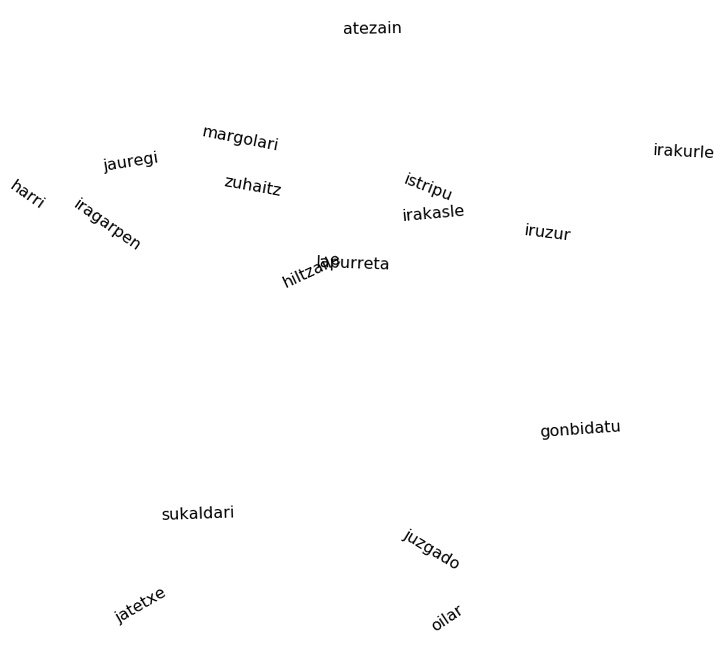 atezain
margolari
irakurle
jauregi
zuhaitz
istripu
harri
irakasle
iragarpen
iruzur
lapurreta
hiltzaile
gonbidatu
sukaldari
juzgado
jatetxe
oilar